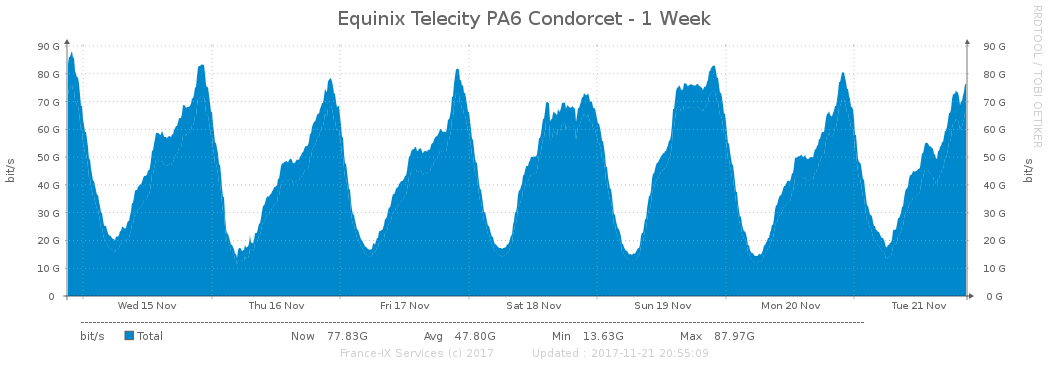 Equinix Telecity PA6 Condorcet - 1 Week
RRDTOOL / TOBI OETIKER
bit/s
90 G
80 G
70 G
60 G
50 G
40 G
30 G
20 G
10 G
0
90 G
80 G
70 G
60 G
50 G
40 G
30 G
20 G
10 G
0 G
bit/s
Wed 15 Nov Thu 16 Nov Fri 17 Nov Sat 18 Nov Sun 19 Nov Mon 20 Nov Tue 21 Nov
bit/s Total Now 77.83G Avg 47.80G Min 13.63G Max 87.97G
France-IX Services (c) 2017 Updated : 2017-11-21 20:55:09